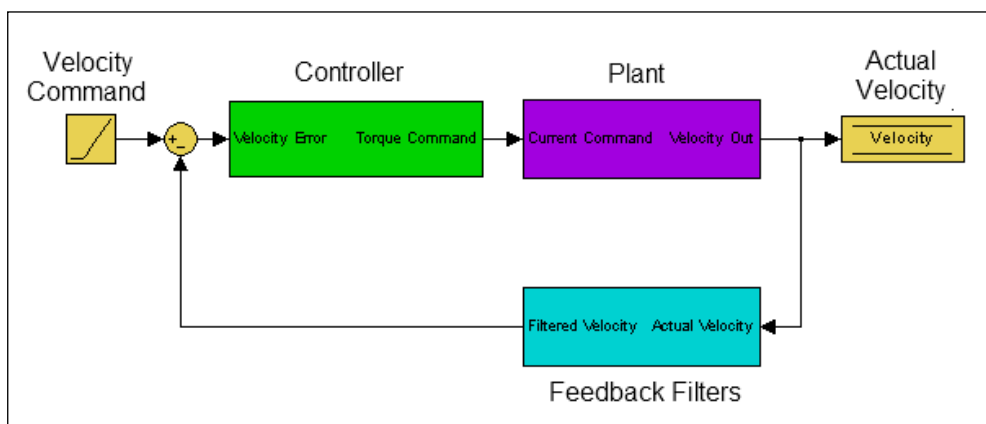 Velocity
Command
Controller
Plant
Actual
Velocity
+
-
Velocity Error
Torque Command
Current Command
Velocity Out
Velocity
Filtered Velocity
Actual Velocity
Feedback Filters